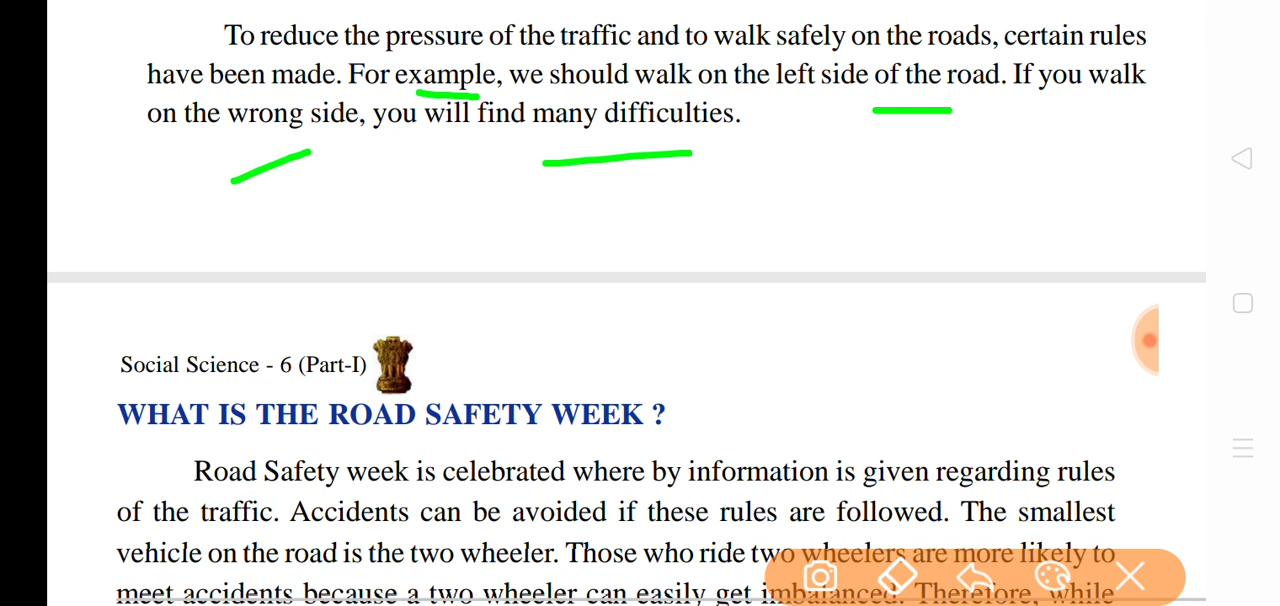 To reduce the pressure of the traffic and to walk safely on the roads, certain rules
have been made. For example, we should walk on the left side of the road. If you walk
on the wrong side, you will find many difficulties.
Social Science - 6 (Part-I)
WHAT IS THE ROAD SAFETY WEEK ?
Road Safety week is celebrated where by information is given regarding rules
of the traffic. Accidents can be avoided if these rules are followed. The smallest
vehicle on the road is the two wheeler. Those who ride two wheelers are more likely to
meet accidents because a two wheeler can easily get imbalanced. Therefore, while